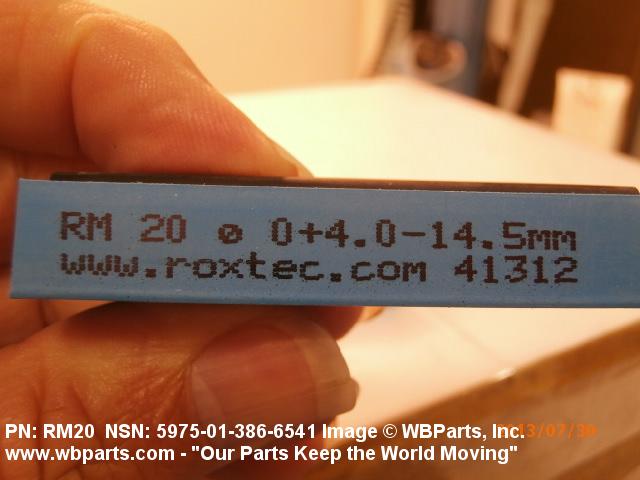 RM 20 ø 0+4.0-14.5mm
www.roxtec.com 41312
PN: RM20 NSN: 5975-01-386-6541 Image © WBParts, Inc.
www.wbparts.com - "Our Parts Keep the World Moving"